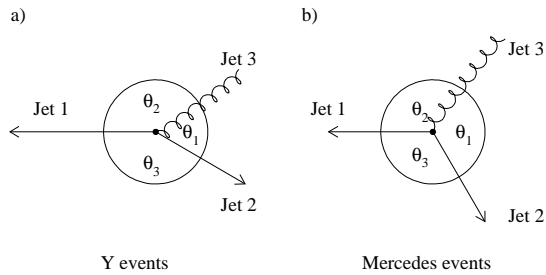 a)
Jet 3
Jet 1
θ2
θ1
θ3
Jet 2
Y events
b)
Jet 3
Jet 1
θ2
θ1
θ3
Jet 2
Mercedes events